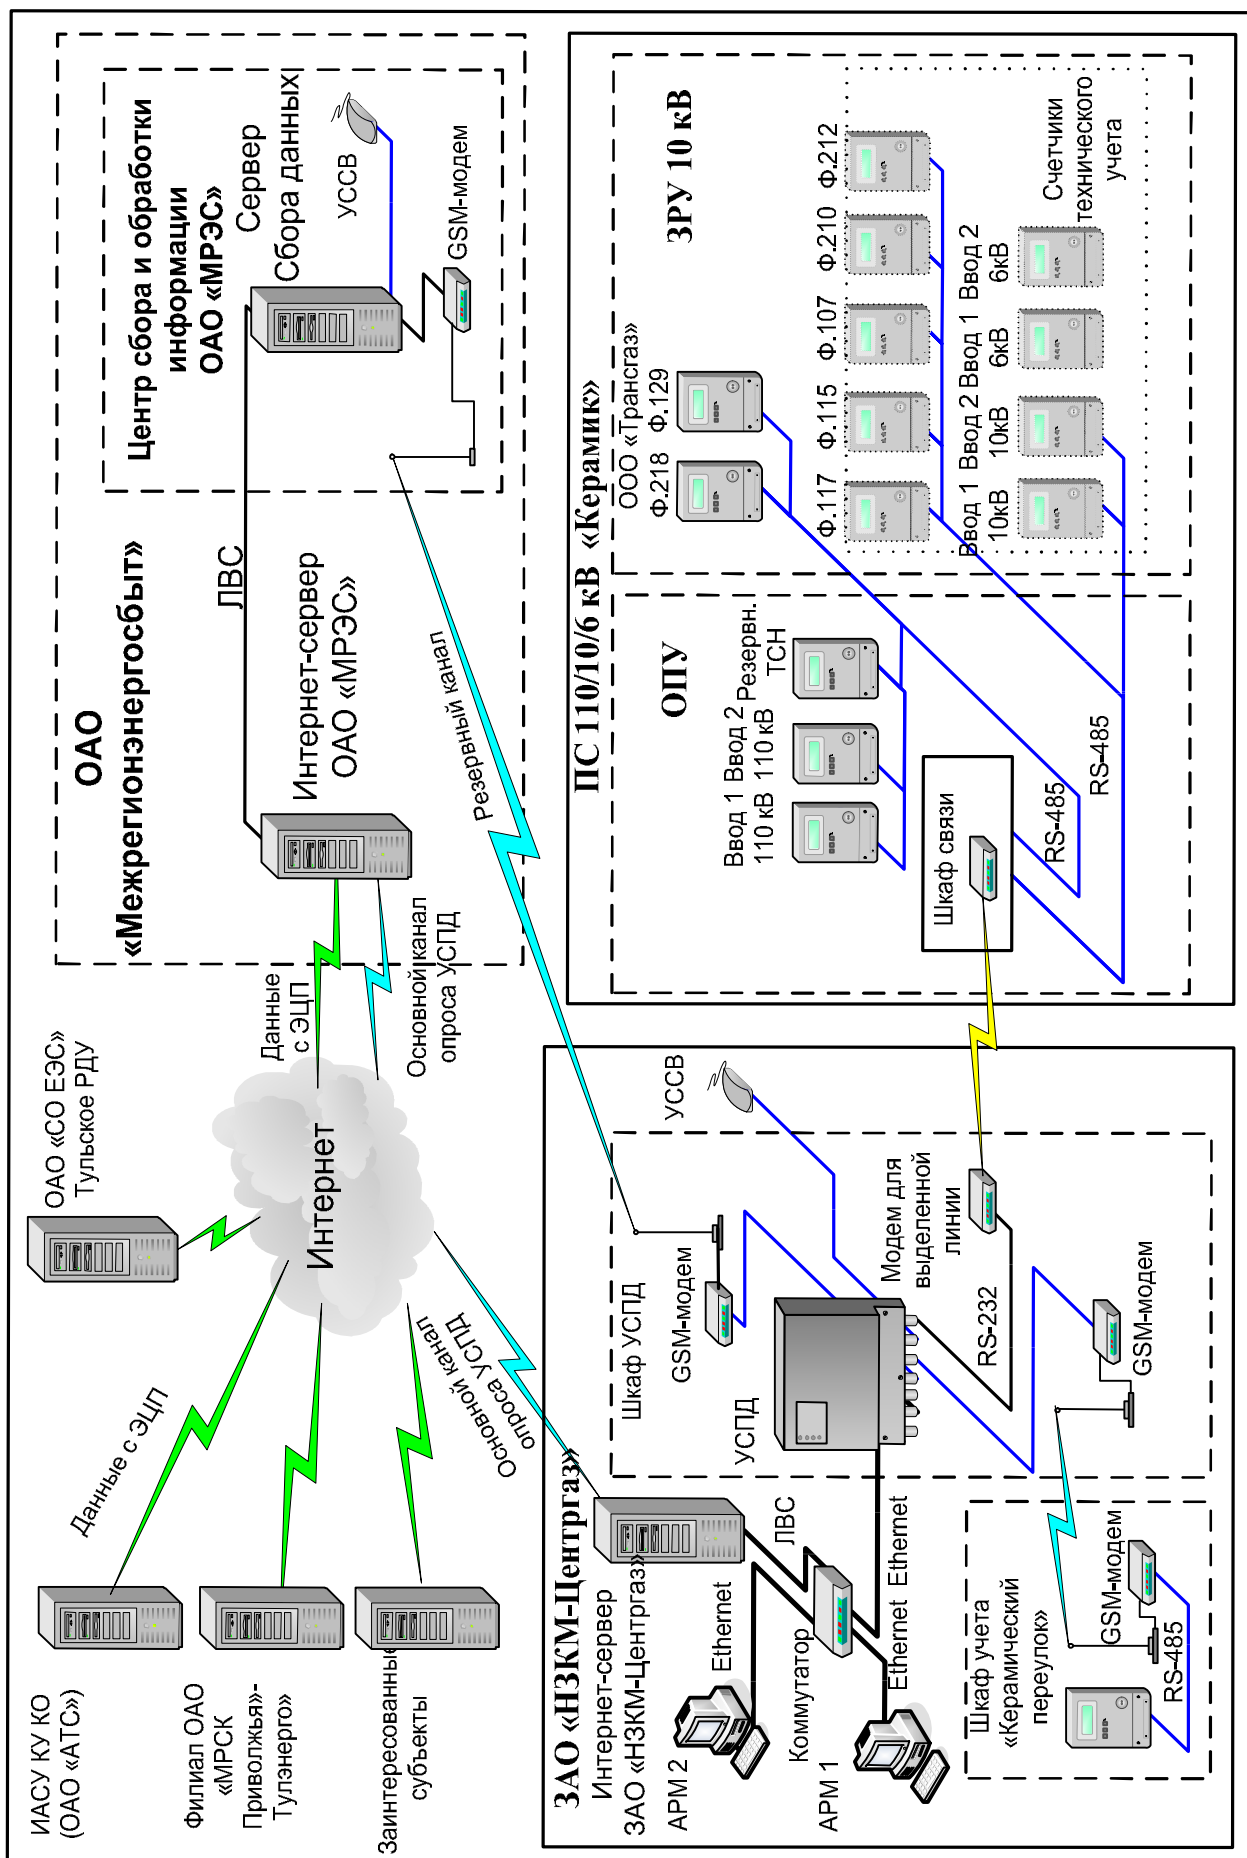 ИАСУ КУ КО
(ОАО «АТС»)
Филиал ОАО
«МРСК
Приволжья»-
Тулэнерго»
Заинтересованные
субъекты
Данные с ЭЦП
ОАО «СО ЕЭС»
Тульское РДУ
Интернет
Данные
с ЭЦП
Основной канал
опроса УСПД
Основной канал
опроса УСПД
ОАО
«Межрегионэнергосбыт»
Интернет-сервер
ОАО «МРЭС»
ЛВС
Центр сбора и обработки
информации
ОАО «МРЭС»
Сервер
Сбора данных
УССВ
GSM-модем
Резервный канал
ЗАО «НЗКМ-Центргаз»
Интернет-сервер
ЗАО «НЗКМ-Центргаз»
АРМ 2
Ethernet
ЛВС
Коммутатор
АРМ 1
Ethernet
Ethernet
Шкаф УСПД
GSM-модем
УСПД
УССВ
Модем для
выделенной
линии
RS-232
GSM-модем
Шкаф учета
«Керамический
переулок»
GSM-модем
RS-485
ПС 110/10/6 кВ «Керамик»
ОПУ
Ввод 1
110 кВ
Ввод 2
110 кВ
Резервн.
ТСН
Шкаф связи
RS-485
RS-485
ЗРУ 10 кВ
ООО «Трансгаз»
Ф.218
Ф.129
Ф.117
Ф.115
Ф.107
Ф.210
Ф.212
Ввод 1
10кВ
Ввод 2
10кВ
Ввод 1
6кВ
Ввод 2
6кВ
Счетчики
технического
учета